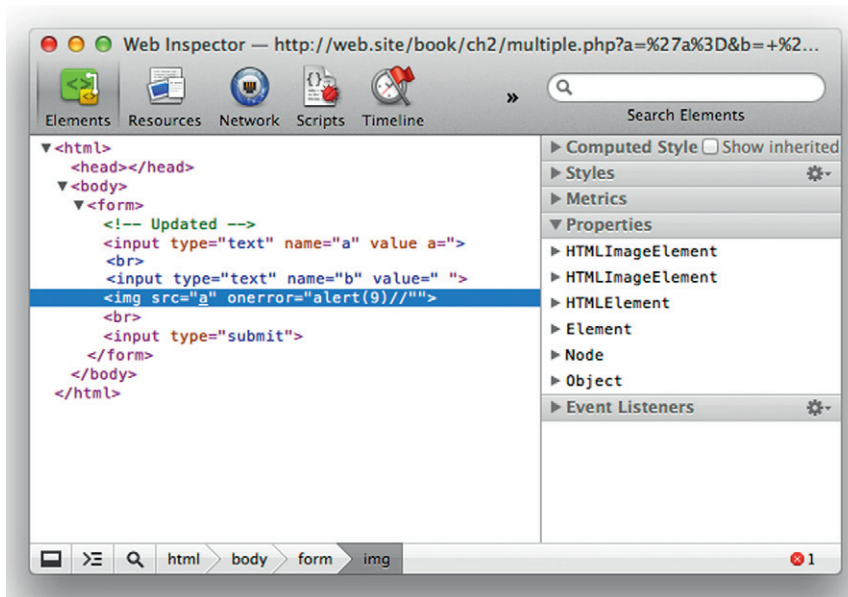 Web Inspector — http://web.site/book/ch2/multiple.php?a=%27a%3D&b=+%2...
Elements Resources Network Scripts Timeline » Search Elements
<html>
<head></head>
<body>
<form>
<!-- Updated -->
<input type="text" name="a" value a=">
<br>
<input type="text" name="b" value=" ">
<img src="a" onerror="alert(9)//"">
<br>
<input type="submit">
</form>
</body>
</html>
Computed Style Show inherited
Styles
Metrics
Properties
HTMLImageElement
HTMLImageElement
HTMLElement
Element
Node
Object
Event Listeners
html body form img 1